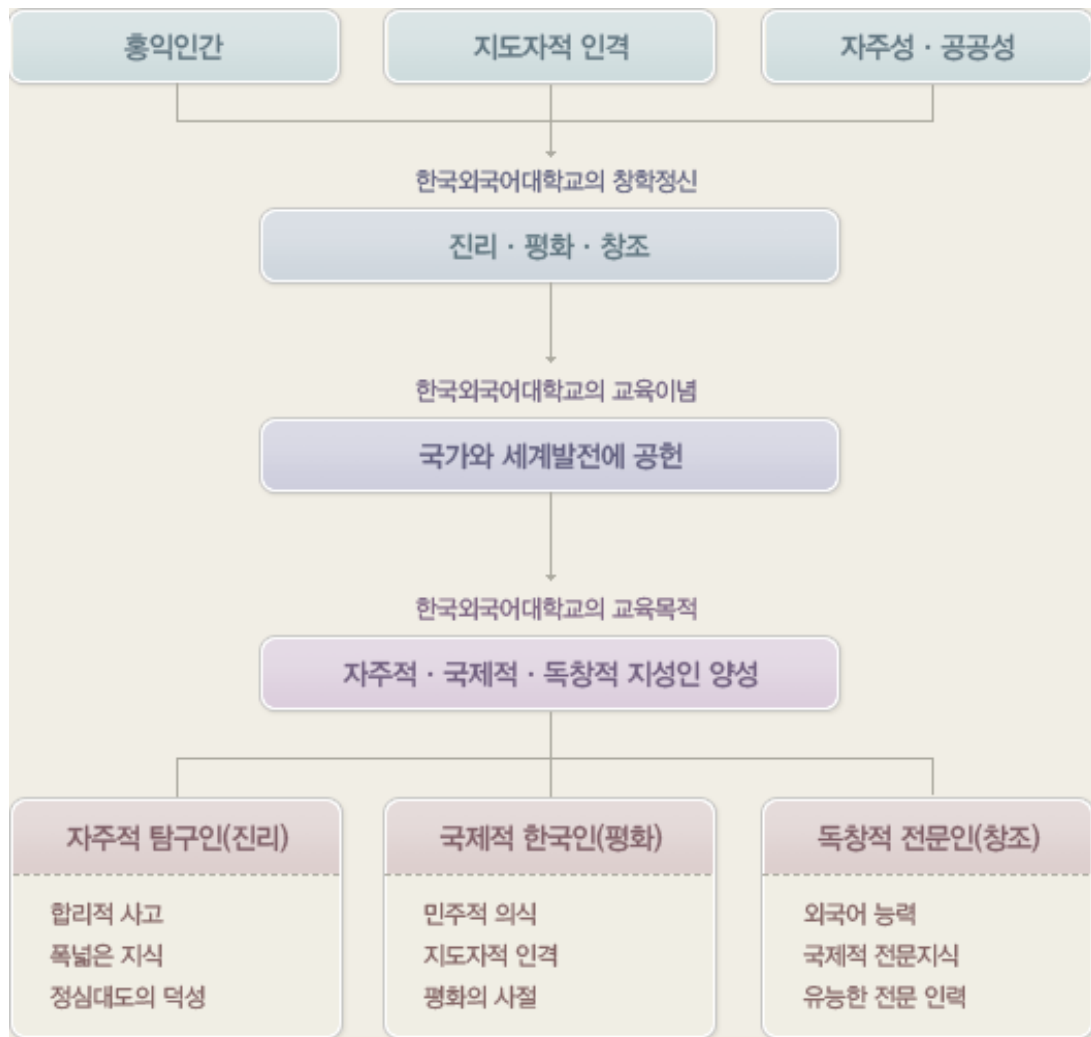 홍익인간
지도자적 인격
자주성 · 공공성
한국외국어대학교의 창학정신
진리 · 평화 · 창조
한국외국어대학교의 교육이념
국가와 세계발전에 공헌
한국외국어대학교의 교육목적
자주적 · 국제적 · 독창적 지성인 양성
자주적 탐구인(진리)
합리적 사고
폭넓은 지식
정심대도의 덕성
국제적 한국인(평화)
민주적 의식
지도자적 인격
평화의 사절
독창적 전문인(창조)
외국어 능력
국제적 전문지식
유능한 전문 인력